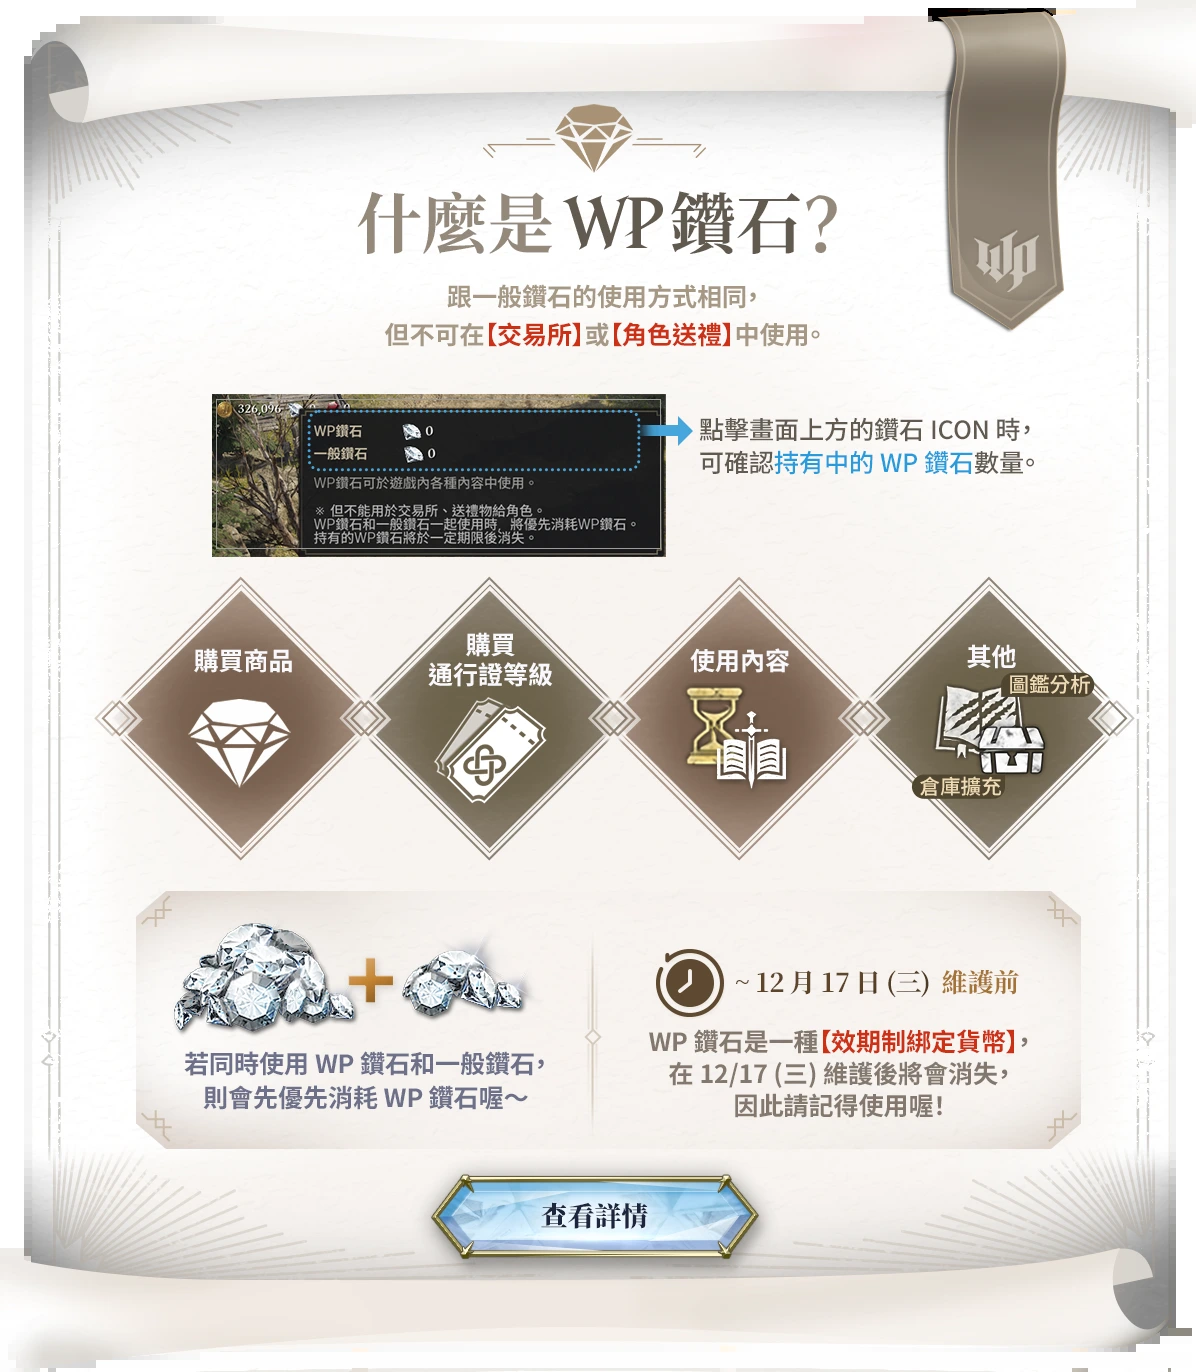 什麼是 WP 鑽石?
wp
跟一般鑽石的使用方式相同，
但不可在【交易所】或【角色送禮】中使用。
326,096
WP鑽石 0
一般鑽石 0
WP鑽石可於遊戲內各種內容中使用。
※ 但不能用於交易所、送禮物給角色。
WP鑽石和一般鑽石一起使用時，將優先消耗WP鑽石。
持有的WP鑽石將於一定期限後消失。
點擊畫面上方的鑽石 ICON 時，
可確認持有中的 WP 鑽石數量。
購買商品
購買
通行證等級
使用內容
其他
圖鑑分析
倉庫擴充
若同時使用 WP 鑽石和一般鑽石，
則會先優先消耗 WP 鑽石喔～
~ 12 月 17 日 (三) 維護前
WP 鑽石是一種【效期制綁定貨幣】，
在 12/17 (三) 維護後將會消失，
因此請記得使用喔！
查看詳情